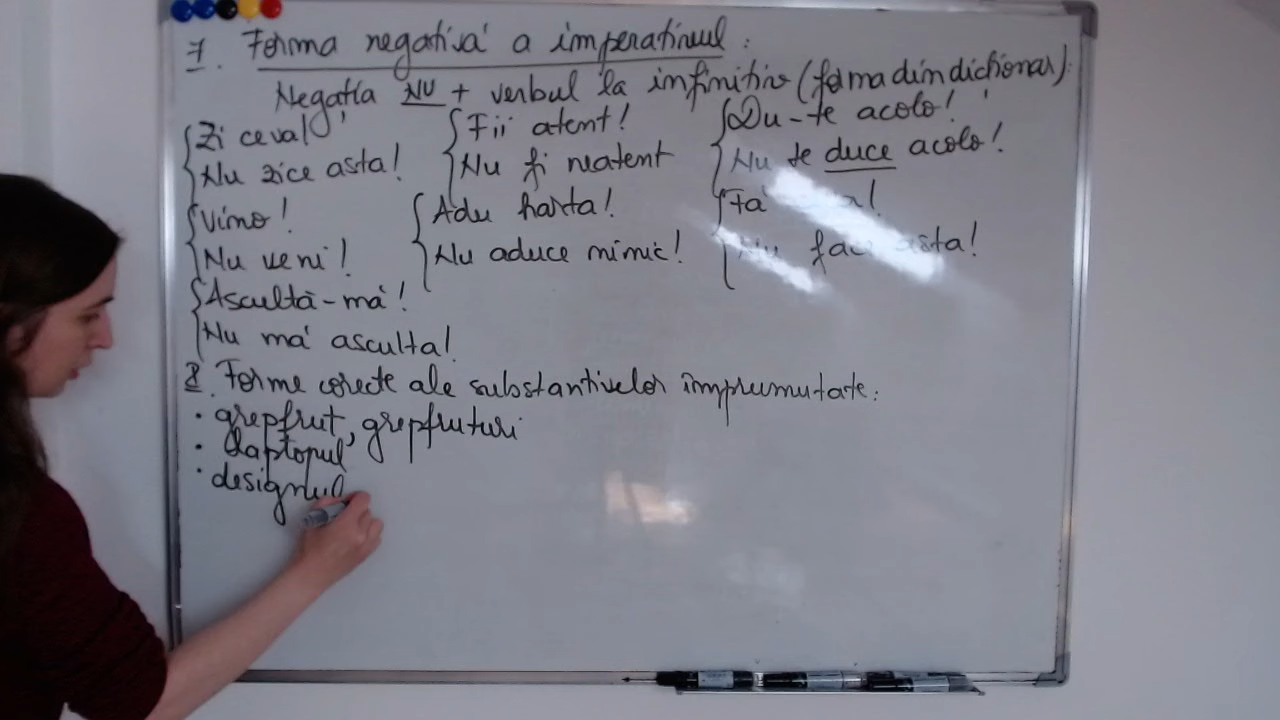 7. Forma negativă a imperativul:
Negația NU + verbul la infinitiv (forma din dicționar):
Zi ceva! Fii atent! Du-te acolo!
Nu zice asta! Nu fi neatent Nu te duce acolo!
Vino! Adu harta! Fă
Nu veni! Nu aduce nimic! Nu asta!
Ascultă-mă!
Nu mă asculta!
8. Forme corecte ale substantivelor împrumutate:
· grepfrut, grepfruturi
· laptopul
· designul